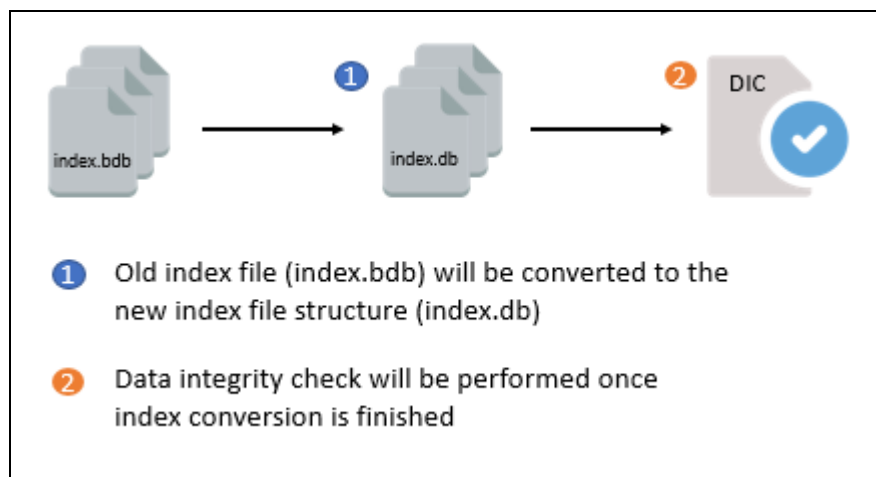 index.bdb
1
index.db
2
DIC
1 Old index file (index.bdb) will be converted to the
new index file structure (index.db)
2 Data integrity check will be performed once
index conversion is finished